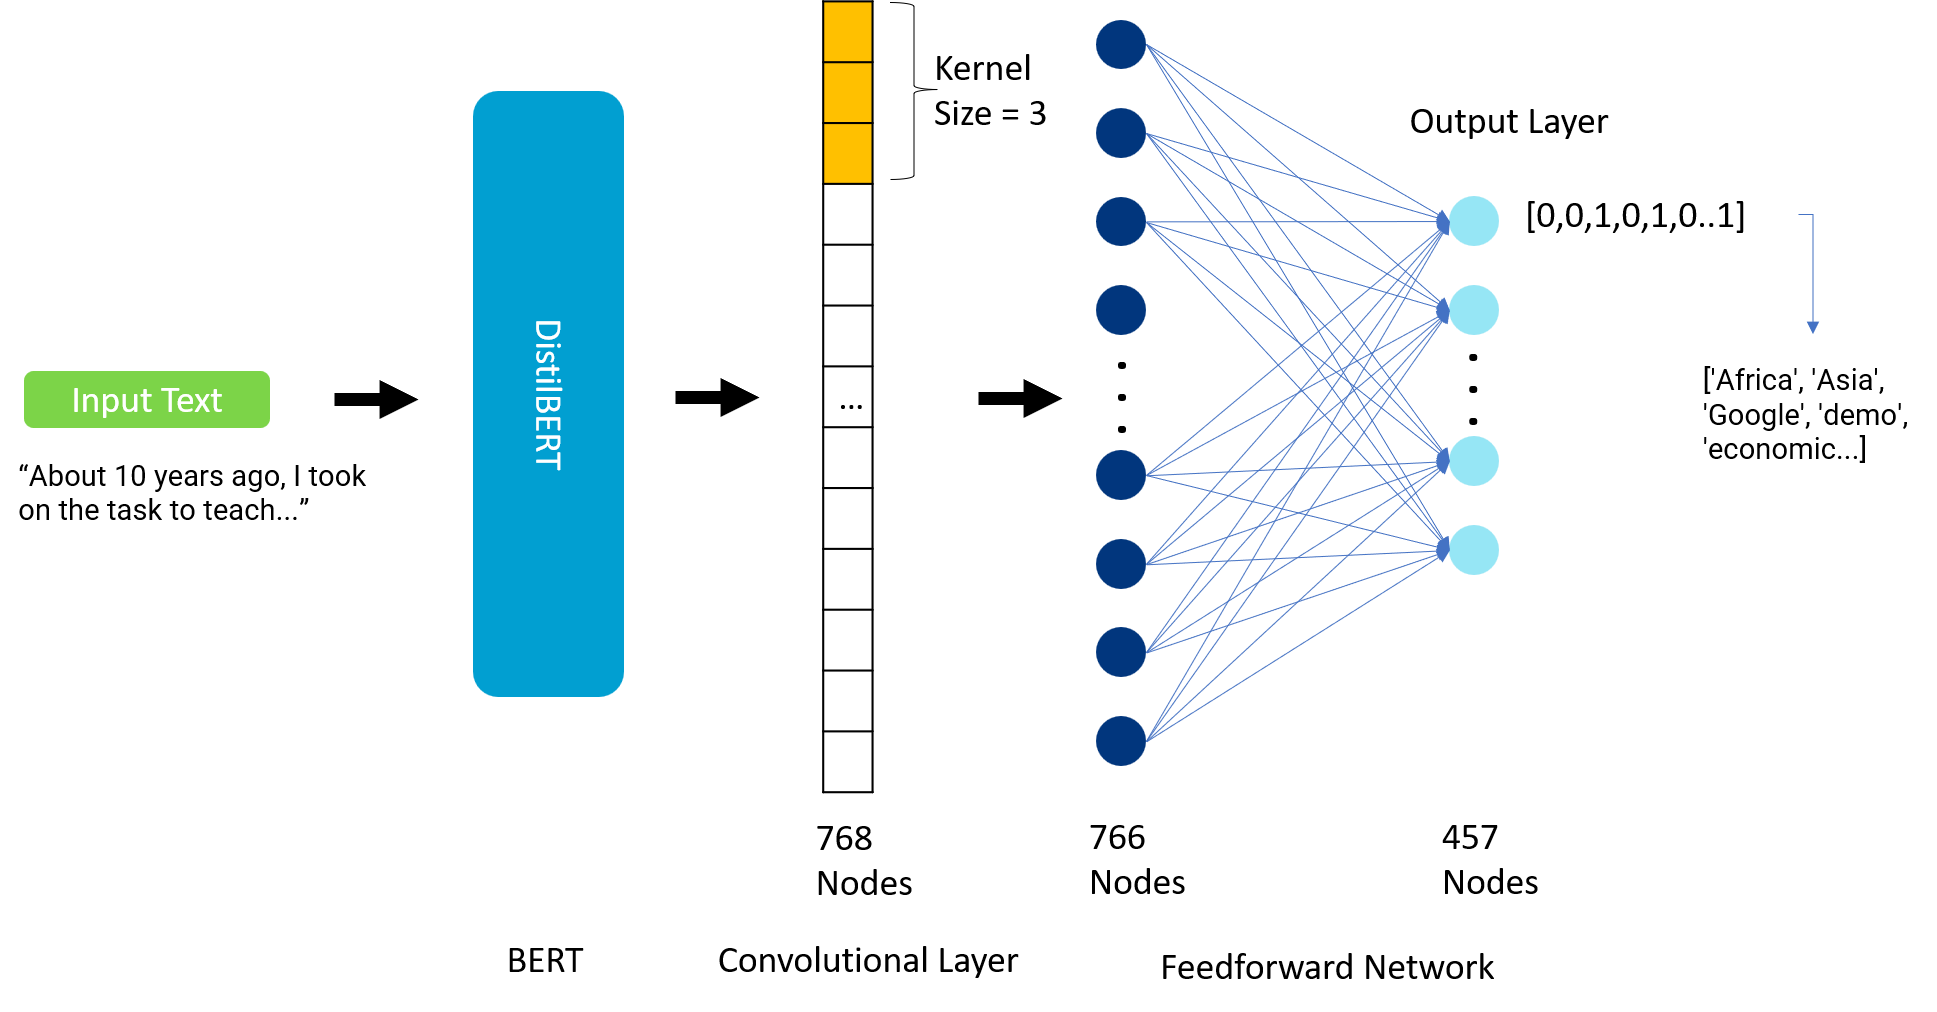 Input Text
“About 10 years ago, I took
on the task to teach...”
DistilBERT
BERT
Kernel
Size = 3
...
768
Nodes
Convolutional Layer
766
Nodes
Output Layer
[0,0,1,0,1,0..1]
['Africa', 'Asia',
'Google', 'demo',
'economic...]
457
Nodes
Feedforward Network